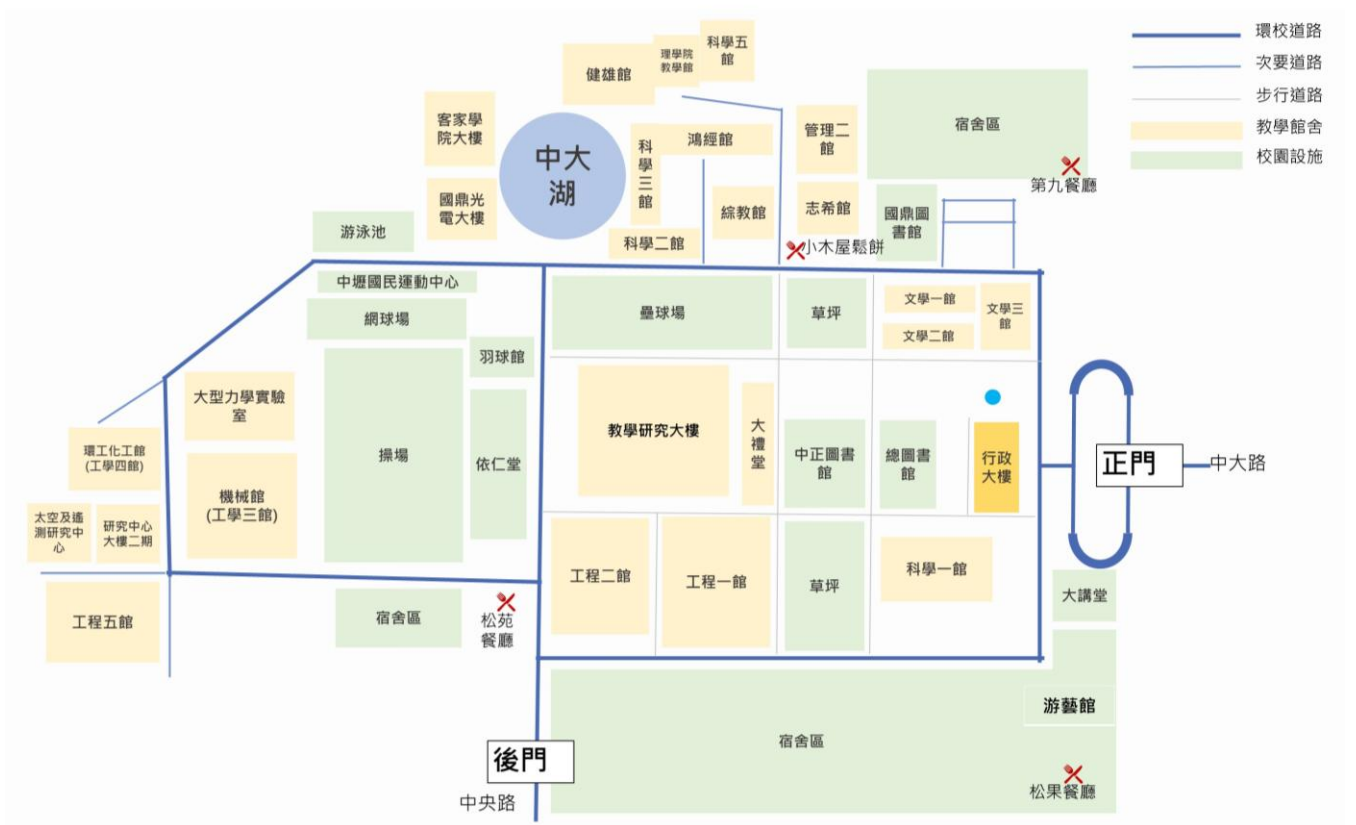 環校道路
次要道路
步行道路
教學館舍
校園設施
科學五
館
理學院
教學館
健雄館
宿舍區
第九餐廳
客家學
院大樓
中大
湖
科
學
三
館
鴻經館
管理二
館
國鼎光
電大樓
綜教館
志希館
國鼎圖
書館
游泳池
科學二館
小木屋鬆餅
中壢國民運動中心
網球場
羽球館
壘球場
草坪
文學一館
文學二館
文學三
館
大型力學實驗
室
操場
依仁堂
教學研究大樓
大
禮
堂
中正圖書
館
總圖書
館
行政
大樓
正門
中大路
環工化工館
(工學四館)
機械館
(工學三館)
太空及遙
測研究中
心
研究中心
大樓二期
工程二館
工程一館
草坪
科學一館
大講堂
工程五館
宿舍區
松苑
餐廳
游藝館
宿舍區
後門
松果餐廳
中央路